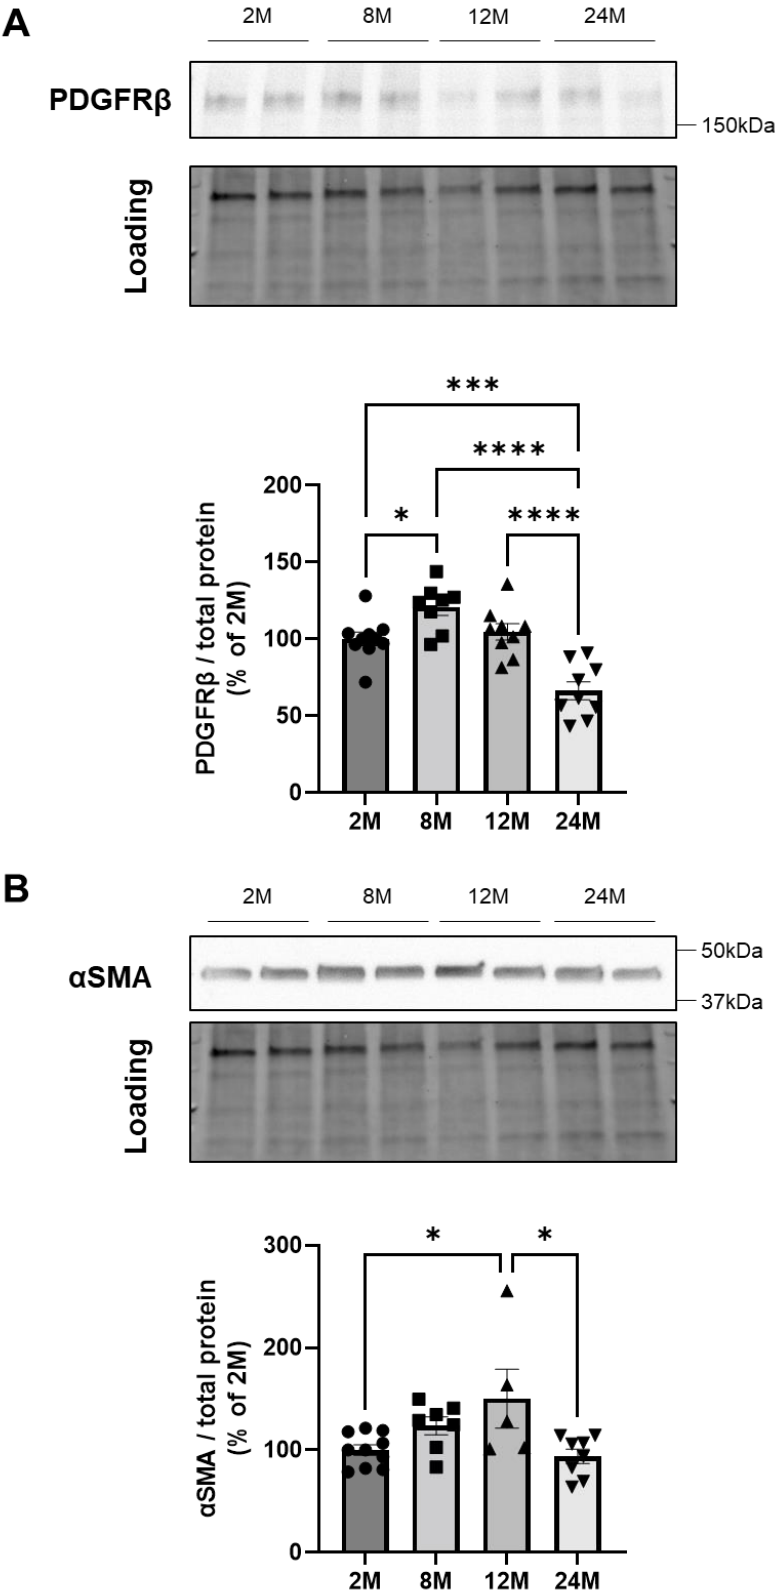 A
2M 8M 12M 24M
PDGFRβ
150kDa
Loading
***
****
* ****
200
150
100
50
0
PDGFRβ / total protein
(% of 2M)
2M 8M 12M 24M
B
2M 8M 12M 24M
αSMA
50kDa
37kDa
Loading
* *
300
200
100
0
αSMA / total protein
(% of 2M)
2M 8M 12M 24M